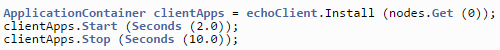 ApplicationContainer clientApps = echoClient.Install (nodes.Get (0));
clientApps.Start (Seconds (2.0));
clientApps.Stop (Seconds (10.0));